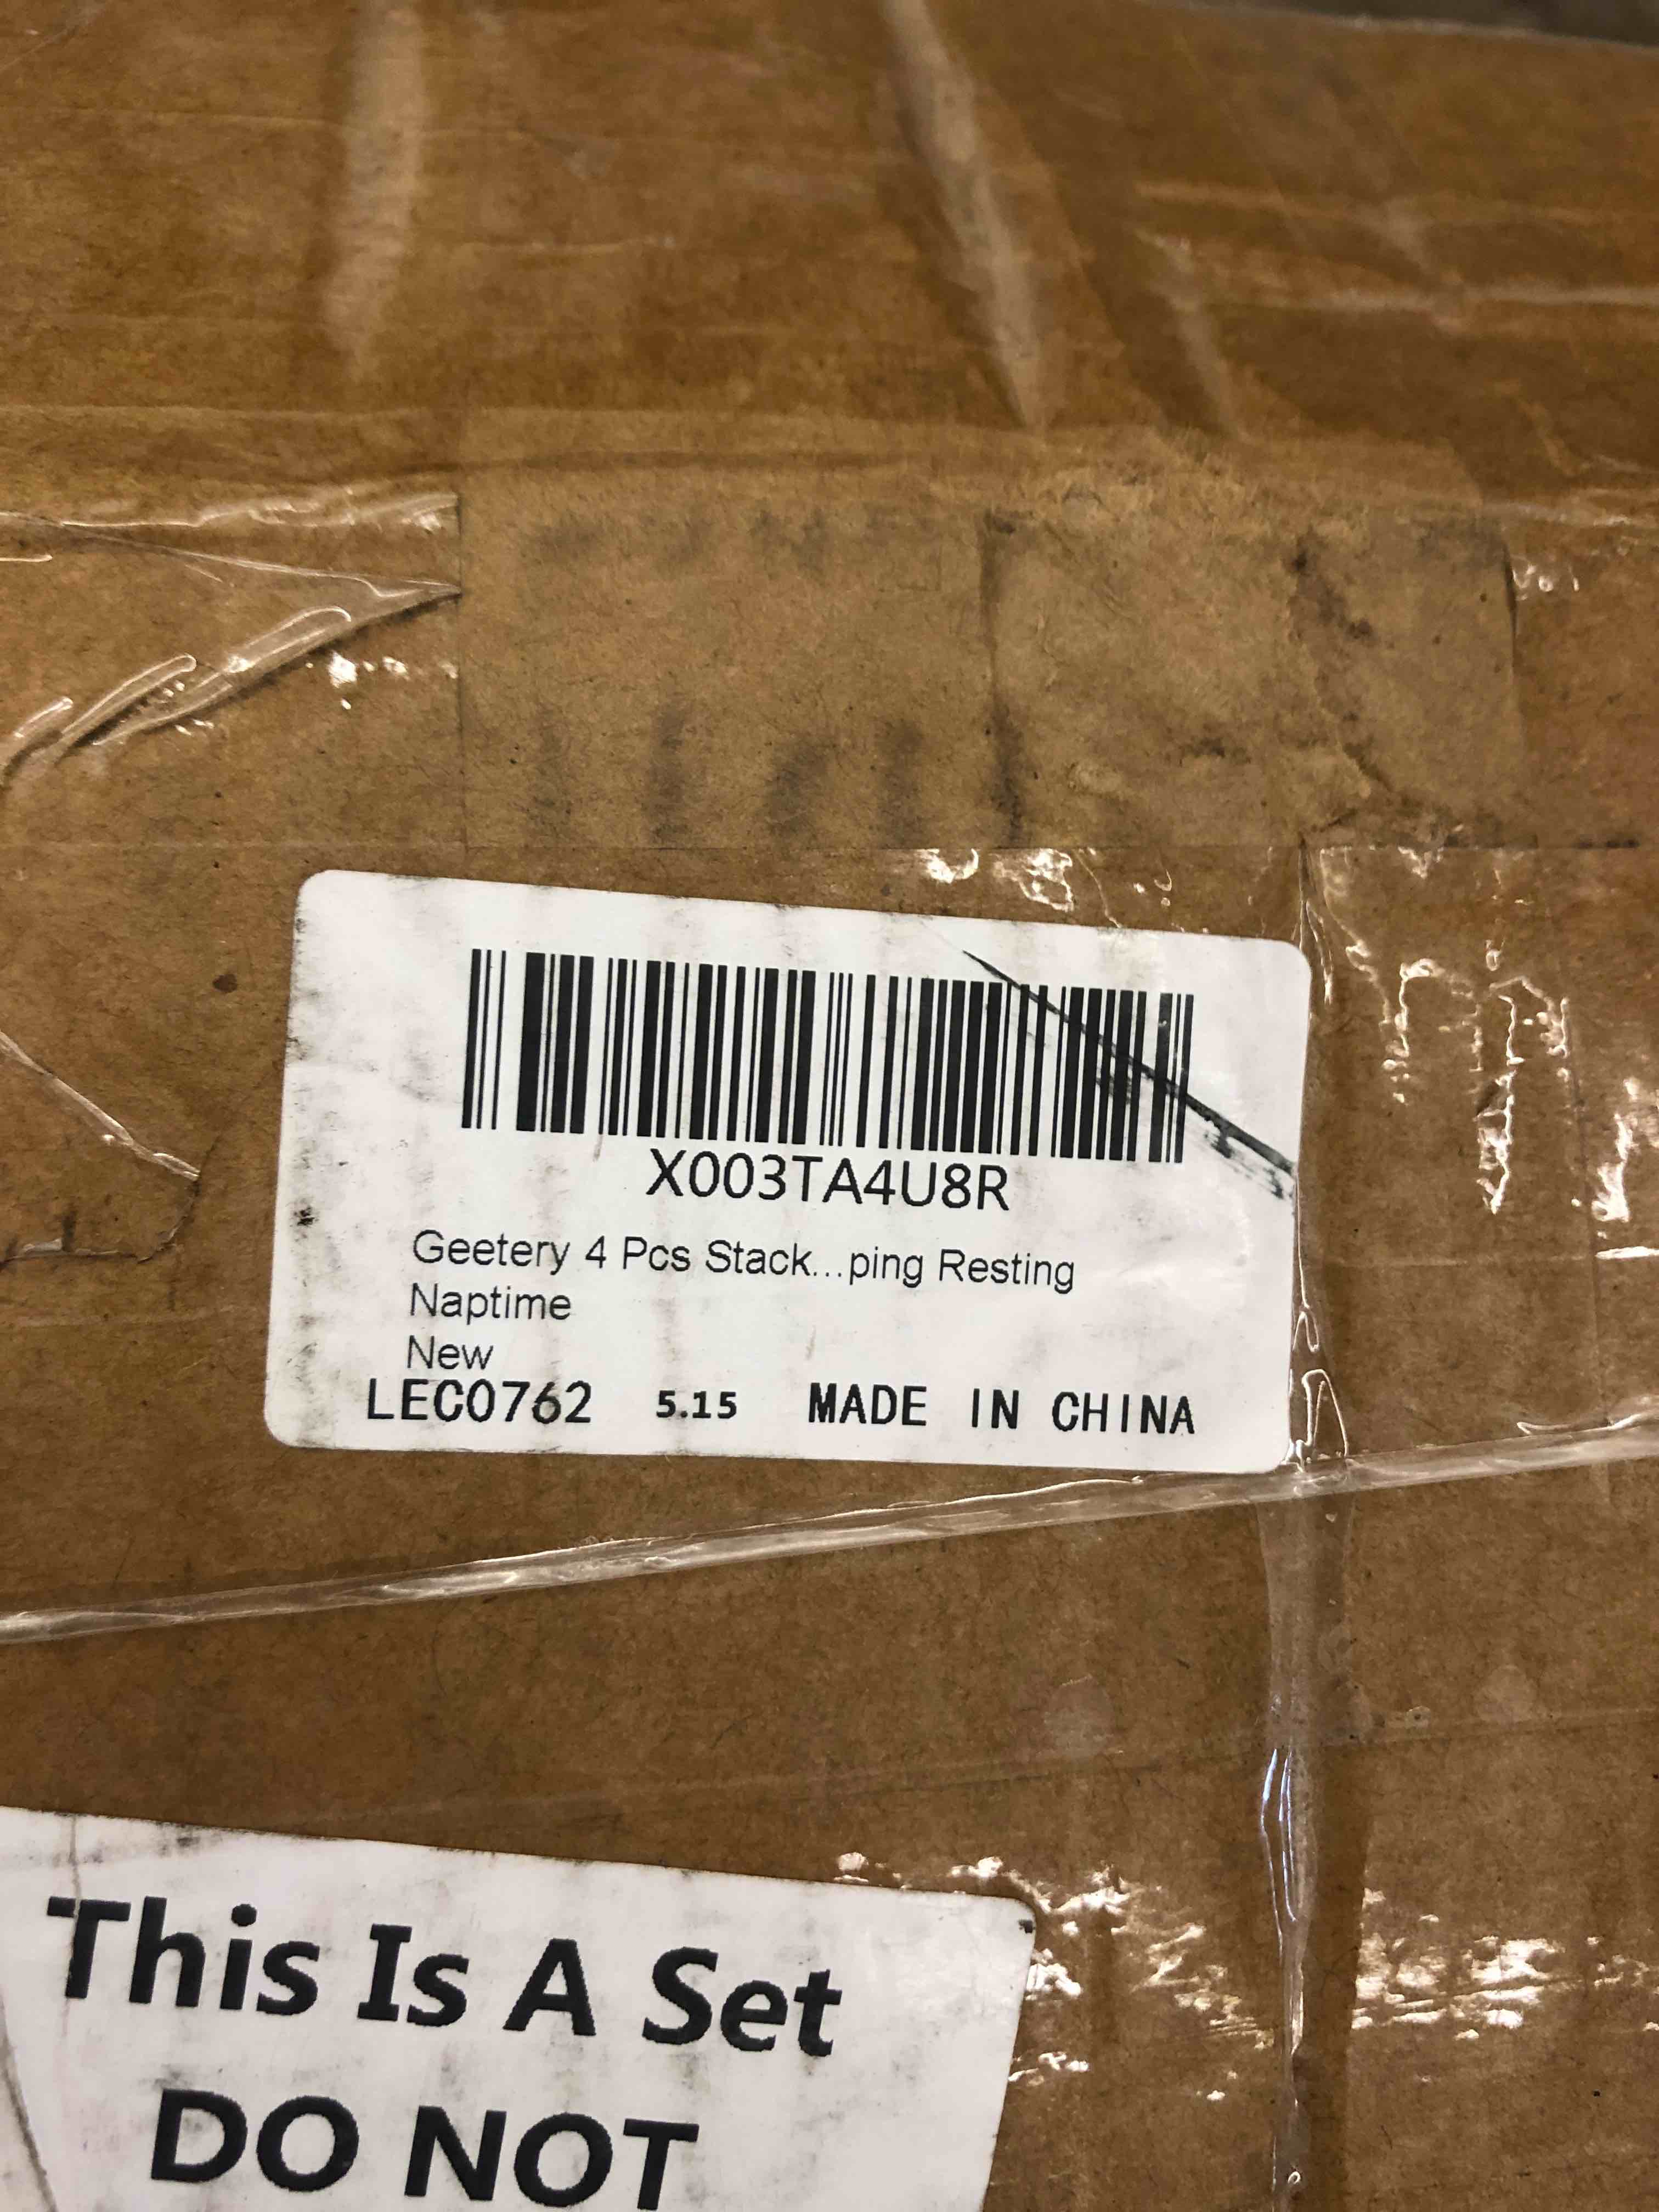 X003TA4U8R
Geetery 4 Pcs Stack...ping Resting
Naptime
New
LEC0762 5.15 MADE IN CHINA
This Is A Set
DO NOT